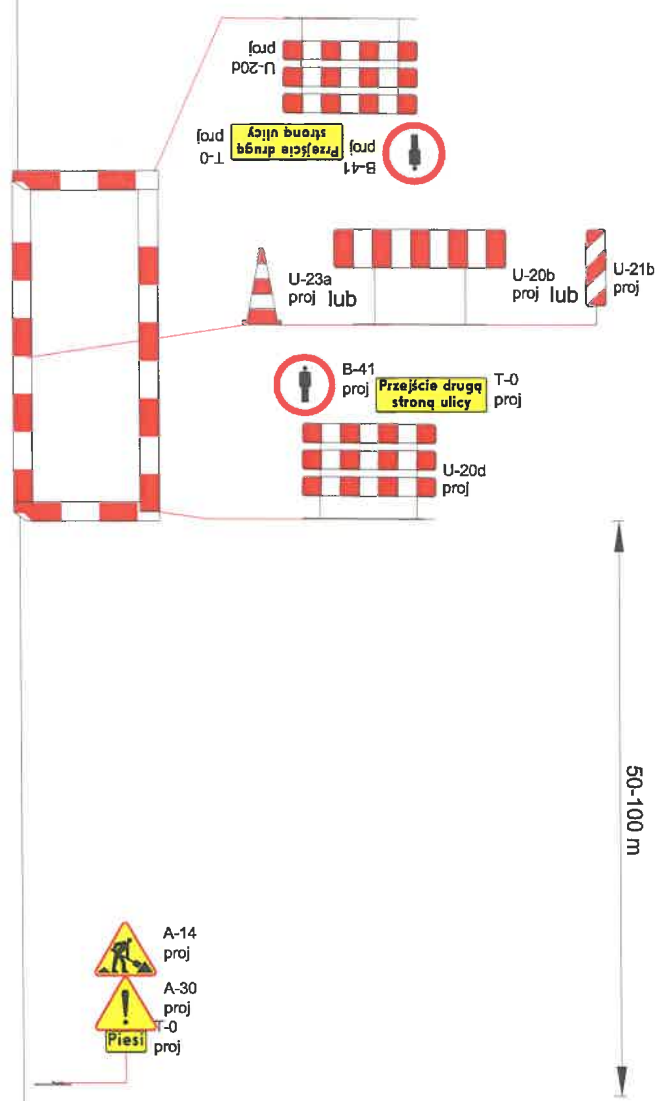 U-20d
proj
Przejście drugą
stroną ulicy
T-0
proj
B-41
proj
U-23a
proj lub
U-20b
proj lub
U-21b
proj
B-41
proj
Przejście drugą
stroną ulicy
T-0
proj
U-20d
proj
50-100 m
A-14
proj
A-30
proj
T-0
proj
Piesi